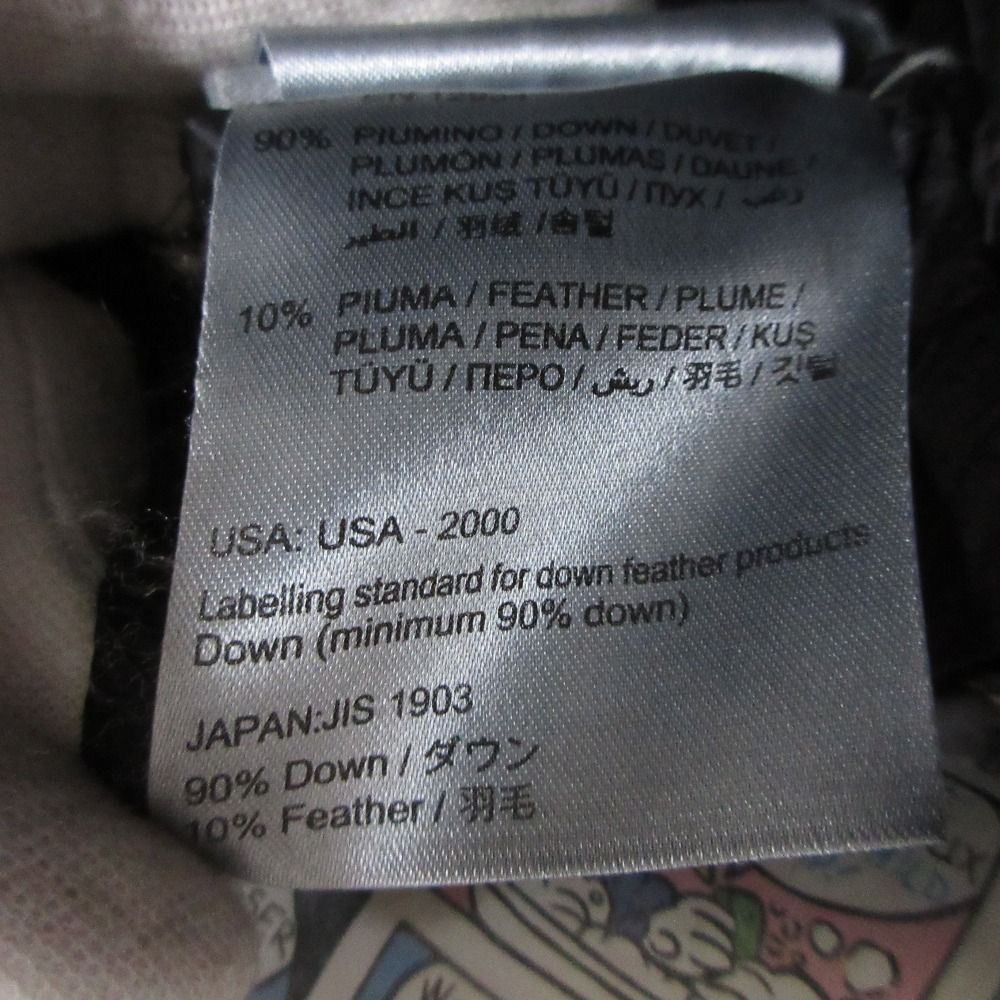 90% PIUMINO / DOWN / DUVET /
PLUMÓN / PLUMAS / DAUNE /
INCE KUŞ TÜYÜ / ПУХ / زغب
الطير / 羽绒 / 솜털
10% PIUMA / FEATHER / PLUME /
PLUMA / PENA / FEDER / KUŞ
TÜYÜ / ПЕРО / ريش / 羽毛 / 깃털
USA: USA - 2000
Labelling standard for down feather products
Down (minimum 90% down)
JAPAN:JIS 1903
90% Down / ダウン
10% Feather / 羽毛